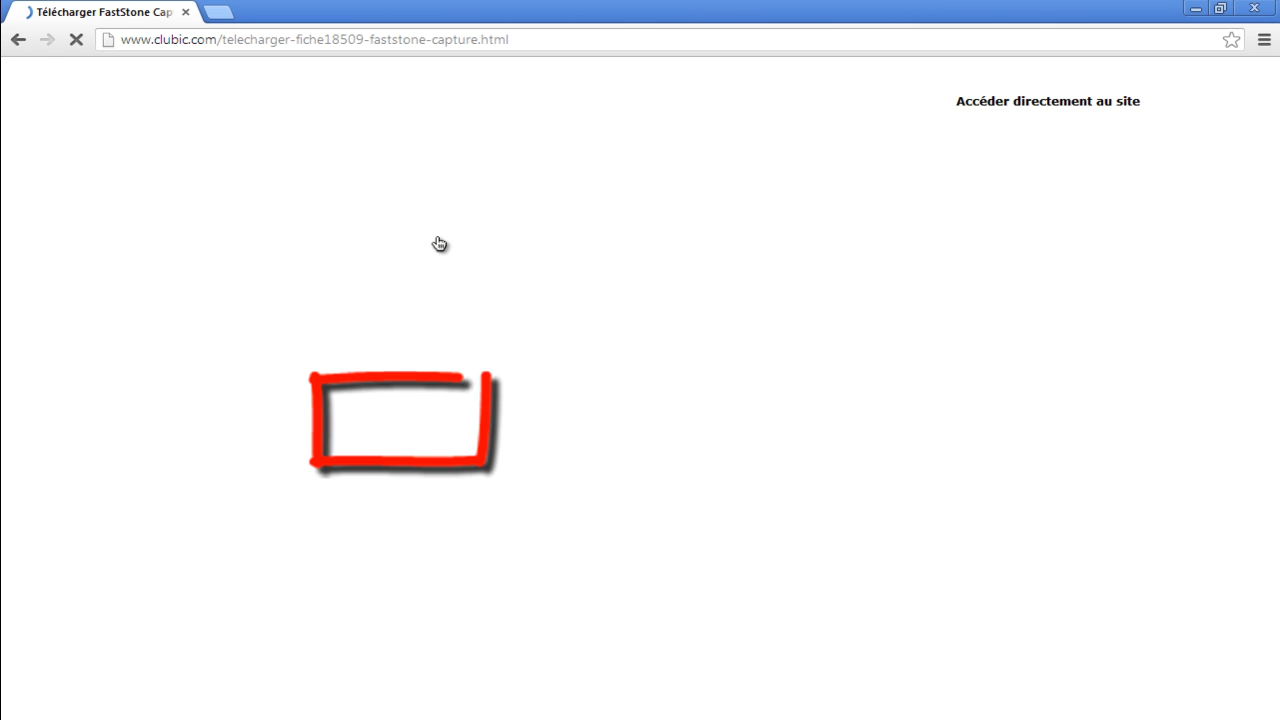 Télécharger FastStone Cap
www.clubic.com/telecharger-fiche18509-faststone-capture.html
Accéder directement au site